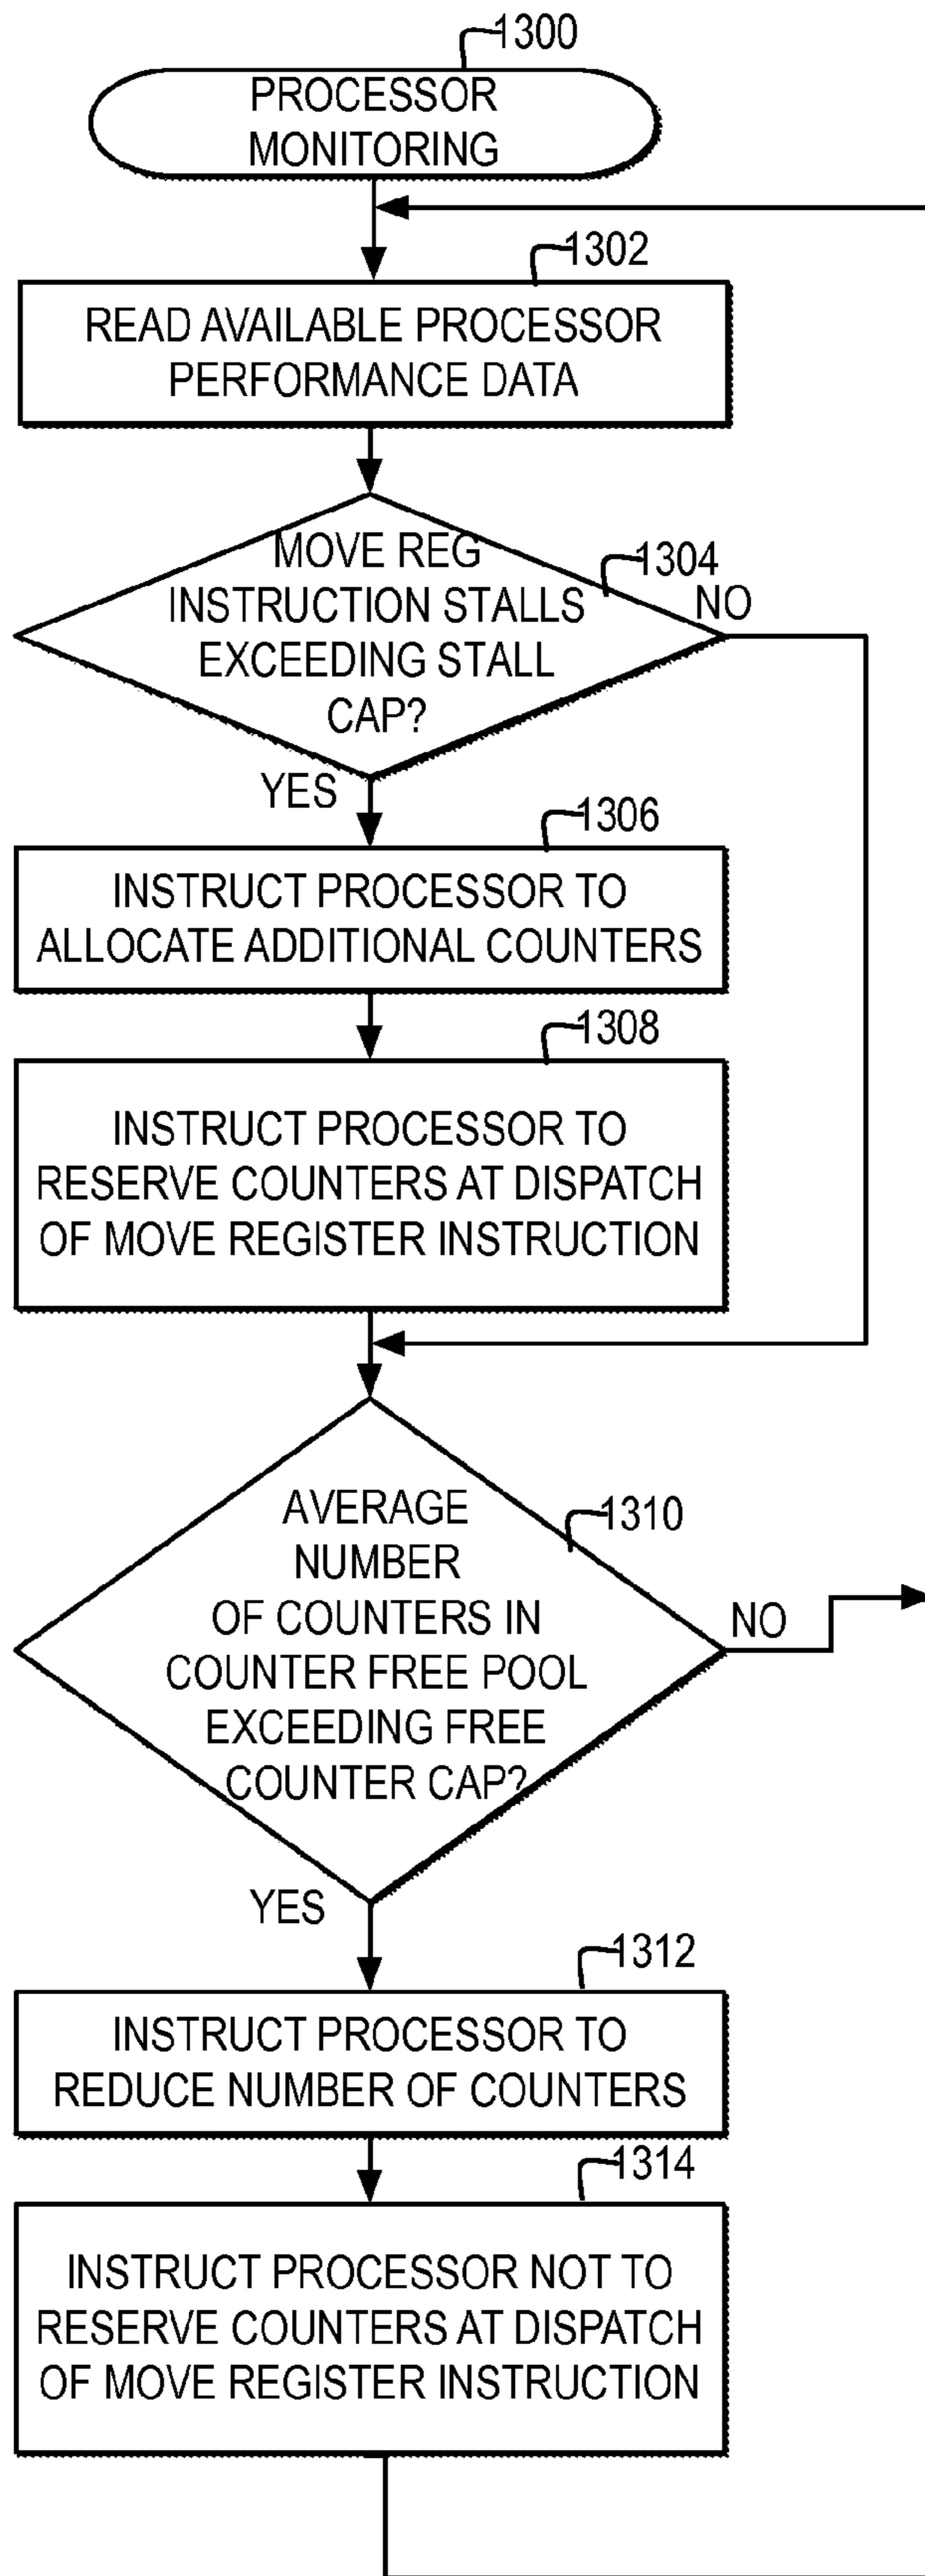 1300
PROCESSOR
MONITORING
1302
READ AVAILABLE PROCESSOR
PERFORMANCE DATA
MOVE REG
1304
INSTRUCTION STALLS
NO
EXCEEDING STALL
CAP?
YES
1306
INSTRUCT PROCESSOR TO
ALLOCATE ADDITIONAL COUNTERS
1308
INSTRUCT PROCESSOR TO
RESERVE COUNTERS AT DISPATCH
OF MOVE REGISTER INSTRUCTION
AVERAGE
1310
NUMBER
OF COUNTERS IN
NO
COUNTER FREE POOL
EXCEEDING FREE
COUNTER CAP?
YES
1312
INSTRUCT PROCESSOR TO
REDUCE NUMBER OF COUNTERS
1314
INSTRUCT PROCESSOR NOT TO
RESERVE COUNTERS AT DISPATCH
OF MOVE REGISTER INSTRUCTION